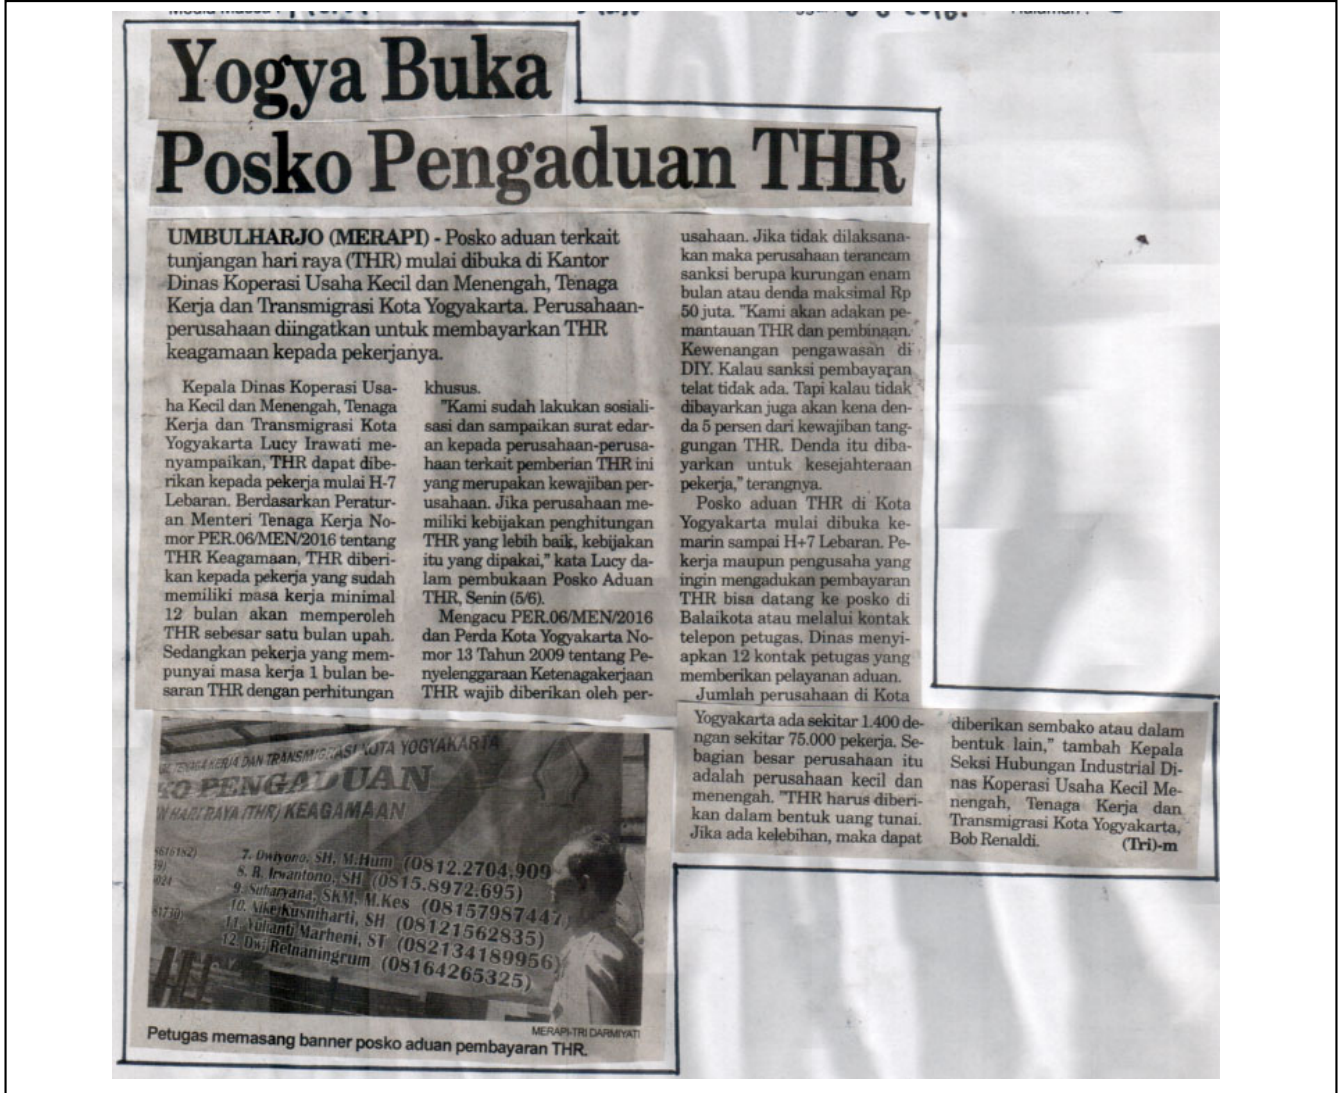 Yogya Buka
Posko Pengaduan THR
UMBULHARJO (MERAPI) - Posko aduan terkait
tunjangan hari raya (THR) mulai dibuka di Kantor
Dinas Koperasi Usaha Kecil dan Menengah, Tenaga
Kerja dan Transmigrasi Kota Yogyakarta. Perusahaan-
perusahaan diingatkan untuk membayarkan THR
keagamaan kepada pekerjanya.
Kepala Dinas Koperasi Usa-
ha Kecil dan Menengah, Tenaga
Kerja dan Transmigrasi Kota
Yogyakarta Lucy Irawati me-
nyampaikan, THR dapat dibe-
rikan kepada pekerja mulai H-7
Lebaran. Berdasarkan Peratur-
an Menteri Tenaga Kerja No-
mor PER.06/MEN/2016 tentang
THR Keagamaan, THR diberi-
kan kepada pekerja yang sudah
memiliki masa kerja minimal
12 bulan akan memperoleh
THR sebesar satu bulan upah.
Sedangkan pekerja yang mem-
punyai masa kerja 1 bulan be-
saran THR dengan perhitungan
khusus.
"Kami sudah lakukan sosiali-
sasi dan sampaikan surat edar-
an kepada perusahaan-perusa-
haan terkait pemberian THR ini
yang merupakan kewajiban per-
usahaan. Jika perusahaan me-
miliki kebijakan penghitungan
THR yang lebih baik, kebijakan
itu yang dipakai," kata Lucy da-
lam pembukaan Posko Aduan
THR, Senin (5/6).
Mengacu PER.06/MEN/2016
dan Perda Kota Yogyakarta No-
mor 13 Tahun 2009 tentang Pe-
nyelenggaraan Ketenagakerjaan
THR wajib diberikan oleh per-
usahaan. Jika tidak dilaksana-
kan maka perusahaan terancam
sanksi berupa kurungan enam
bulan atau denda maksimal Rp
50 juta. "Kami akan adakan pe-
mantauan THR dan pembinaan.
Kewenangan pengawasan di
DIY. Kalau sanksi pembayaran
telat tidak ada. Tapi kalau tidak
dibayarkan juga akan kena den-
da 5 persen dari kewajiban tang-
gungan THR. Denda itu diba-
yarkan untuk kesejahteraan
pekerja," terangnya.
Posko aduan THR di Kota
Yogyakarta mulai dibuka ke-
marin sampai H+7 Lebaran. Pe-
kerja maupun pengusaha yang
ingin mengadukan pembayaran
THR bisa datang ke posko di
Balaikota atau melalui kontak
telepon petugas. Dinas menyi-
apkan 12 kontak petugas yang
memberikan pelayanan aduan.
Jumlah perusahaan di Kota
Yogyakarta ada sekitar 1.400 de-
ngan sekitar 75.000 pekerja. Se-
bagian besar perusahaan itu
adalah perusahaan kecil dan
menengah. "THR harus diberi-
kan dalam bentuk uang tunai.
Jika ada kelebihan, maka dapat
diberikan sembako atau dalam
bentuk lain," tambah Kepala
Seksi Hubungan Industrial Di-
nas Koperasi Usaha Kecil Me-
nengah, Tenaga Kerja dan
Transmigrasi Kota Yogyakarta,
Bob Renaldi. (Tri)-m
TENAGA KERJA DAN TRANSMIGRASI KOTA YOGYAKARTA
PENGADUAN
HARI RAYA (THR) KEAGAMAAN
7. Dwiyono, SH, M.Hum (0812.2704.909
8. R. Irwantono, SH (0815.8972.695)
9. Suharyana, SKM, M.Kes (08157987447)
10. Nike Kusniharti, SH (08121562835)
11. Yulianti Marheni, ST (082134189956)
12. Dwi Retnaningrum (08164265325)
MERAPI-TRI DARMIYATI
Petugas memasang banner posko aduan pembayaran THR.